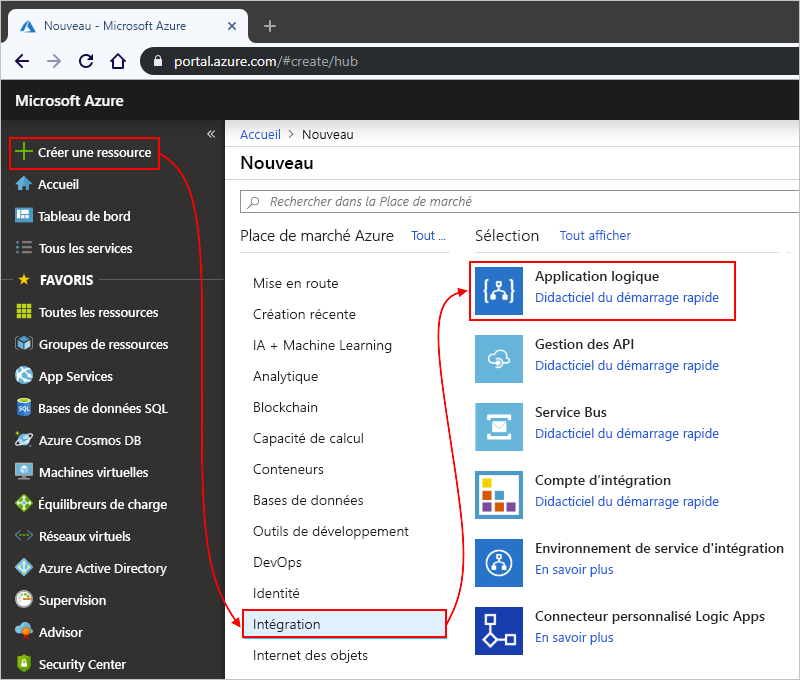 Nouveau - Microsoft Azure
portal.azure.com/#create/hub
Microsoft Azure
Créer une ressource
Accueil
Tableau de bord
Tous les services
FAVORIS
Toutes les ressources
Groupes de ressources
App Services
Bases de données SQL
Azure Cosmos DB
Machines virtuelles
Équilibreurs de charge
Réseaux virtuels
Azure Active Directory
Supervision
Advisor
Security Center
Accueil > Nouveau
Nouveau
Rechercher dans la Place de marché
Place de marché Azure Tout ...
Mise en route
Création récente
IA + Machine Learning
Analytique
Blockchain
Capacité de calcul
Conteneurs
Bases de données
Outils de développement
DevOps
Identité
Intégration
Internet des objets
Sélection Tout afficher
Application logique
Didacticiel du démarrage rapide
Gestion des API
Didacticiel du démarrage rapide
Service Bus
Didacticiel du démarrage rapide
Compte d’intégration
Didacticiel du démarrage rapide
Environnement de service d'intégration
En savoir plus
Connecteur personnalisé Logic Apps
En savoir plus